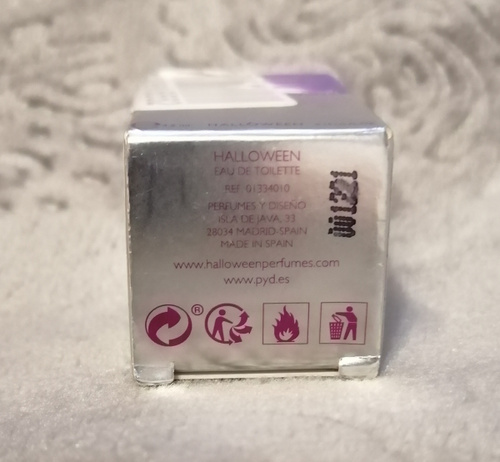 HALLOWEEN
EAU DE TOILETTE
REF. 01334010
PERFUMES Y DISEÑO
ISLA DE JAVA, 33
28034 MADRID-SPAIN
MADE IN SPAIN
www.halloweenperfumes.com
www.pyd.es
®
HALLOWEEN